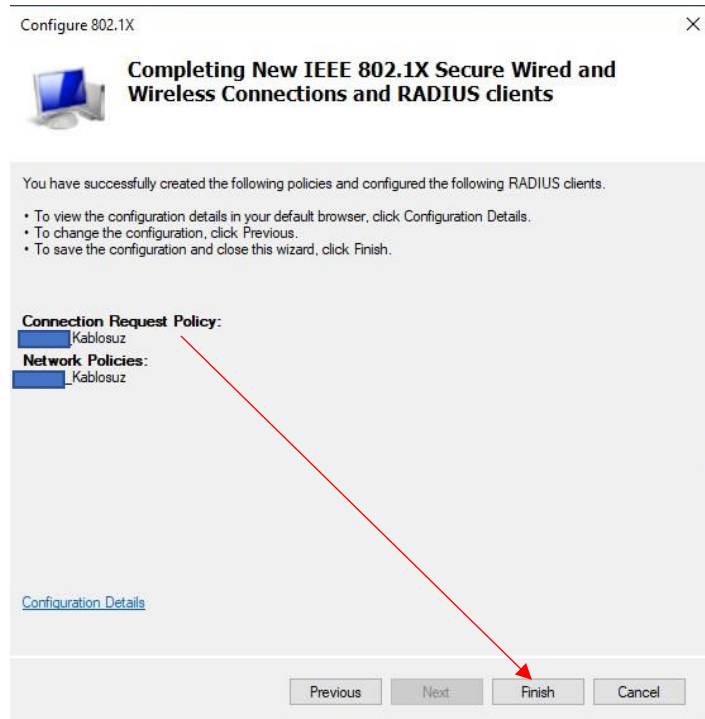 Configure 802.1X
Completing New IEEE 802.1X Secure Wired and
Wireless Connections and RADIUS clients
You have successfully created the following policies and configured the following RADIUS clients.
• To view the configuration details in your default browser, click Configuration Details.
• To change the configuration, click Previous.
• To save the configuration and close this wizard, click Finish.
Connection Request Policy:
Kablosuz
Network Policies:
_Kablosuz
Configuration Details
Previous Next Finish Cancel